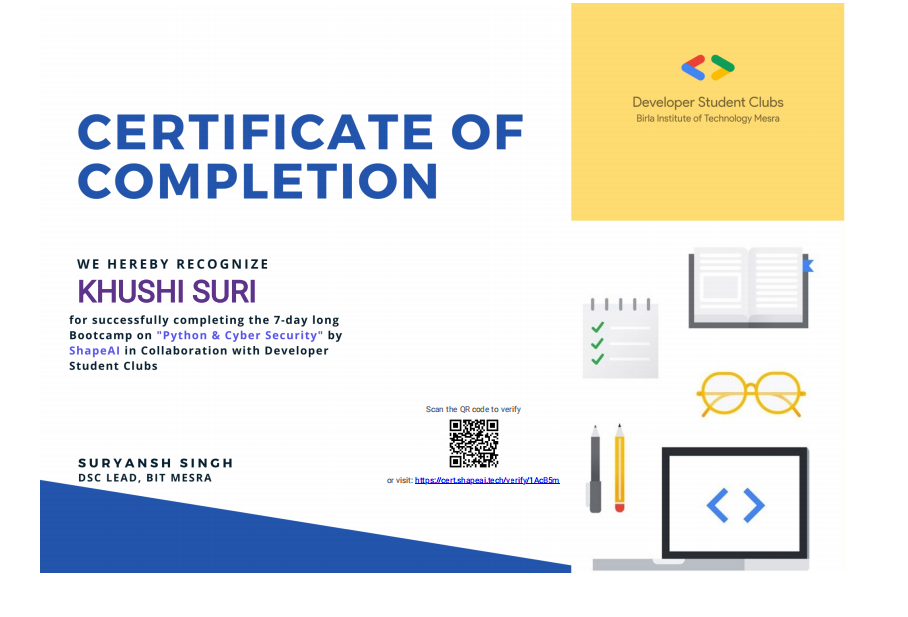 Developer Student Clubs
Birla Institute of Technology Mesra
CERTIFICATE OF
COMPLETION
WE HEREBY RECOGNIZE
KHUSHI SURI
for successfully completing the 7-day long
Bootcamp on "Python & Cyber Security" by
ShapeAI in Collaboration with Developer
Student Clubs
Scan the QR code to verify
or visit: https://cert.shapeai.tech/verify/1Ac85m
SURYANSH SINGH
DSC LEAD, BIT MESRA